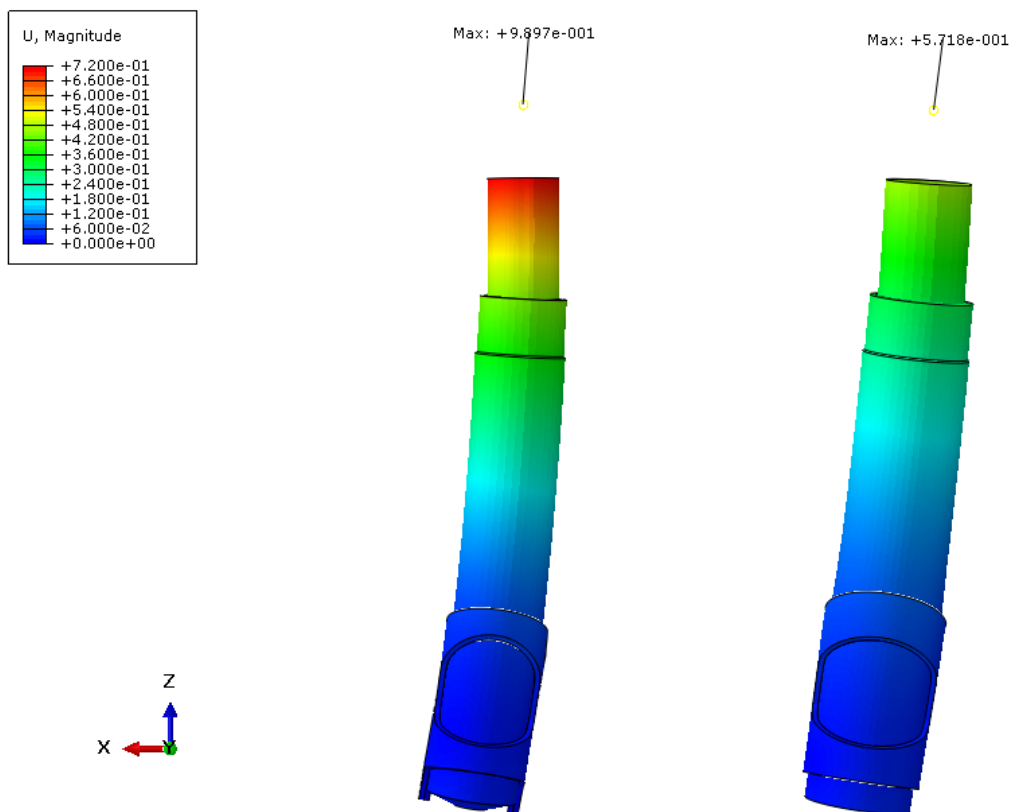 U, Magnitude
+7.200e-01
+6.600e-01
+6.000e-01
+5.400e-01
+4.800e-01
+4.200e-01
+3.600e-01
+3.000e-01
+2.400e-01
+1.800e-01
+1.200e-01
+6.000e-02
+0.000e+00
Max: +9.897e-001
Max: +5.718e-001
Z
X
Y